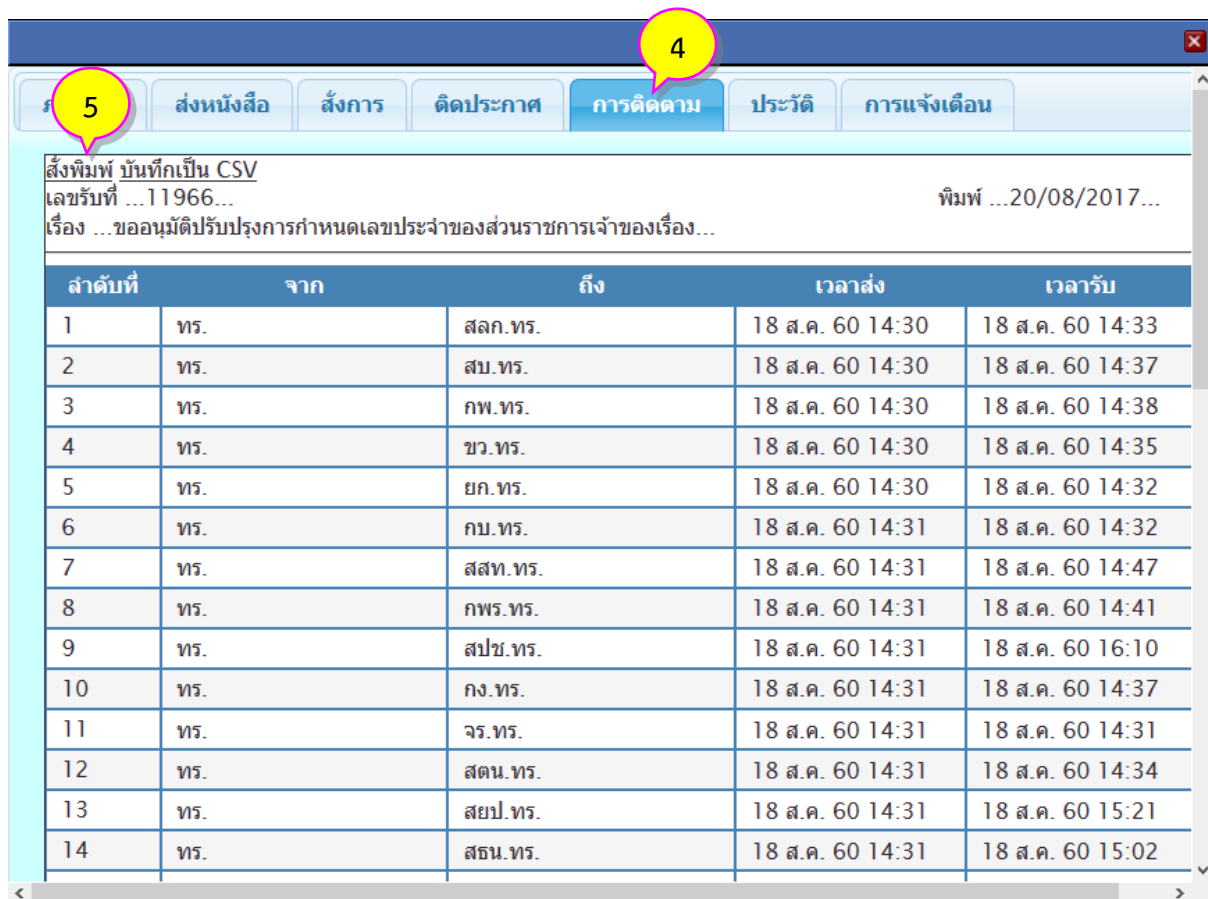 4
5
ส่งหนังสือ สั่งการ ติดประกาศ การติดตาม ประวัติ การแจ้งเตือน
สั่งพิมพ์ บันทึกเป็น CSV
เลขรับที่ ...11966... พิมพ์ ...20/08/2017...
เรื่อง ...ขออนุมัติปรับปรุงการกำหนดเลขประจำของส่วนราชการเจ้าของเรื่อง...
ลำดับที่ จาก ถึง เวลาส่ง เวลารับ
1 ทร. สลก.ทร. 18 ส.ค. 60 14:30 18 ส.ค. 60 14:33
2 ทร. สบ.ทร. 18 ส.ค. 60 14:30 18 ส.ค. 60 14:37
3 ทร. กพ.ทร. 18 ส.ค. 60 14:30 18 ส.ค. 60 14:38
4 ทร. ขว.ทร. 18 ส.ค. 60 14:30 18 ส.ค. 60 14:35
5 ทร. ยก.ทร. 18 ส.ค. 60 14:30 18 ส.ค. 60 14:32
6 ทร. กบ.ทร. 18 ส.ค. 60 14:31 18 ส.ค. 60 14:32
7 ทร. สสท.ทร. 18 ส.ค. 60 14:31 18 ส.ค. 60 14:47
8 ทร. กพร.ทร. 18 ส.ค. 60 14:31 18 ส.ค. 60 14:41
9 ทร. สปช.ทร. 18 ส.ค. 60 14:31 18 ส.ค. 60 16:10
10 ทร. กง.ทร. 18 ส.ค. 60 14:31 18 ส.ค. 60 14:37
11 ทร. จร.ทร. 18 ส.ค. 60 14:31 18 ส.ค. 60 14:31
12 ทร. สตน.ทร. 18 ส.ค. 60 14:31 18 ส.ค. 60 14:34
13 ทร. สยป.ทร. 18 ส.ค. 60 14:31 18 ส.ค. 60 15:21
14 ทร. สธน.ทร. 18 ส.ค. 60 14:31 18 ส.ค. 60 15:02